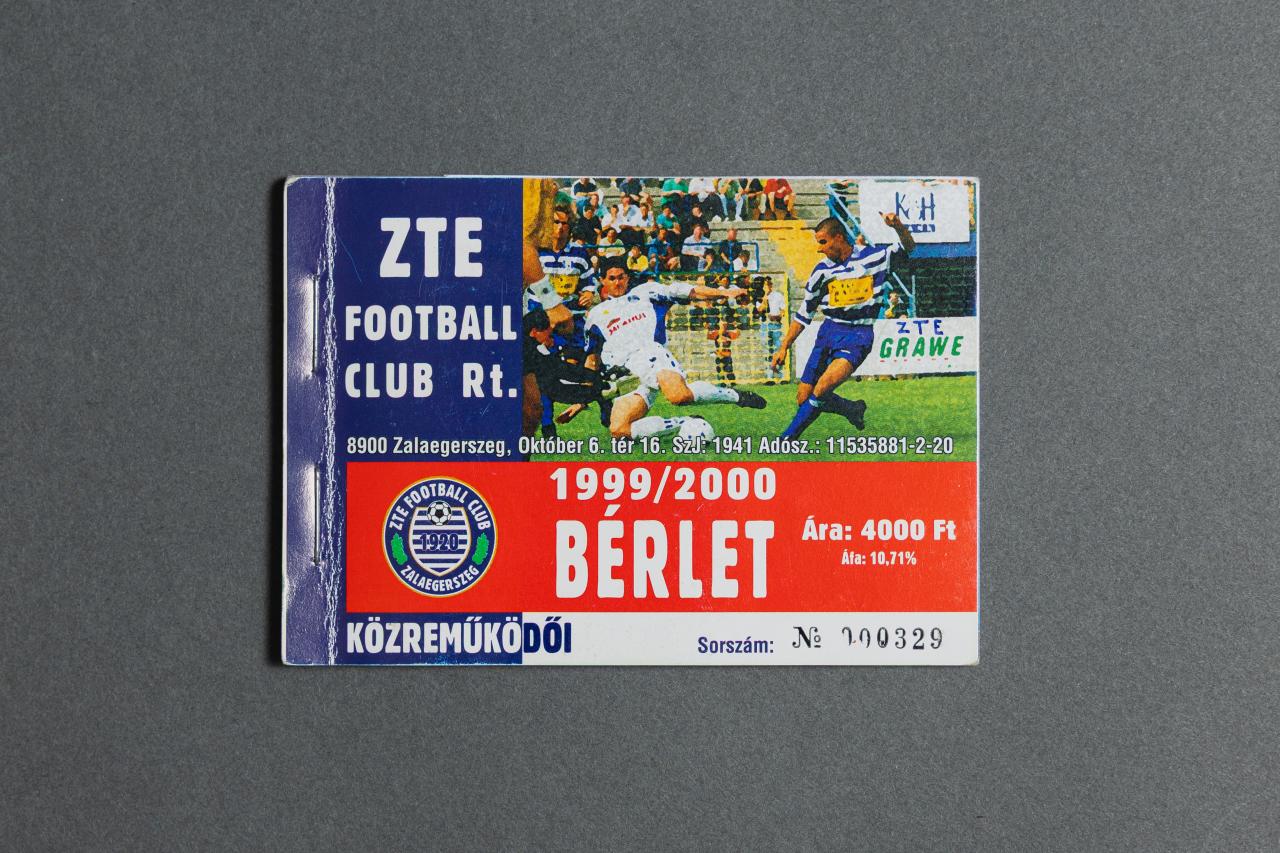 ZTE
FOOTBALL
CLUB Rt.
K&H
ZTE
GRAWE
8900 Zalaegerszeg, Október 6. tér 16. SzJ: 1941 Adósz.: 11535881-2-20
ZTE FOOTBALL CLUB
1920
ZALAEGERSZEG
1999/2000
BÉRLET
Ára: 4000 Ft
Áfa: 10,71%
KÖZREMŰKÖDŐI
Sorszám: № 000329